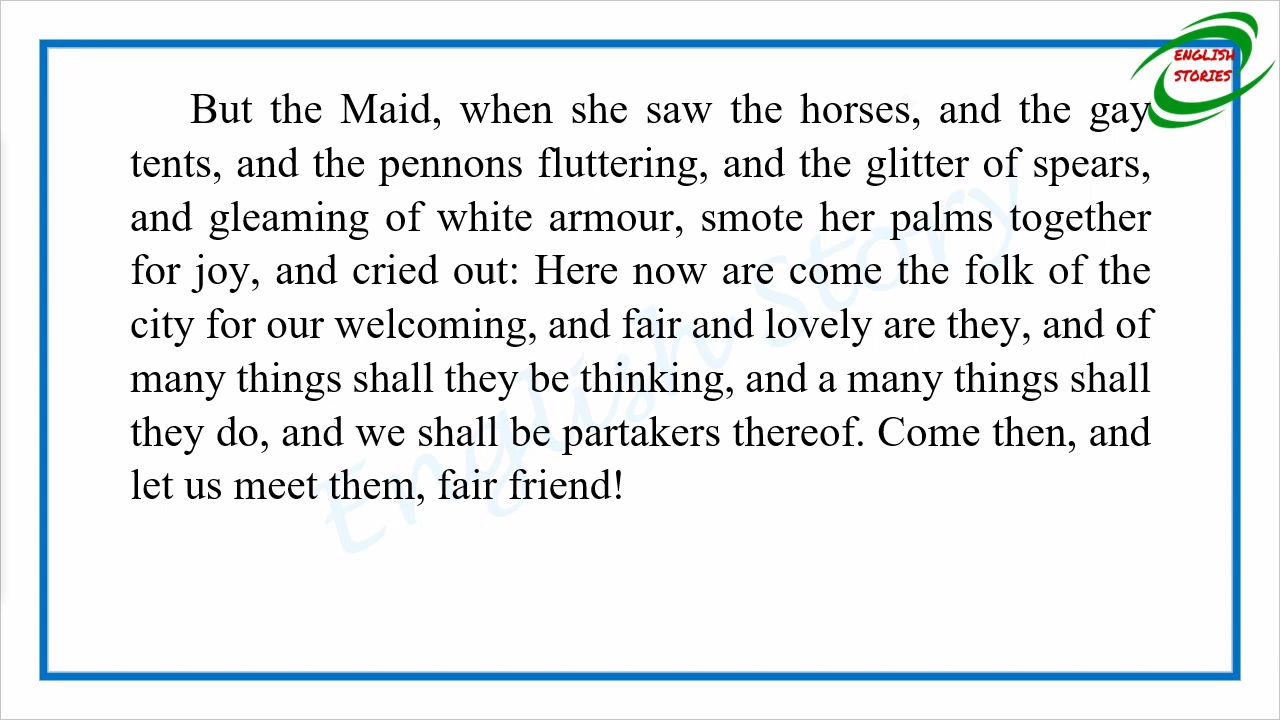 ENGLISH
STORIES
But the Maid, when she saw the horses, and the gay
tents, and the pennons fluttering, and the glitter of spears,
and gleaming of white armour, smote her palms together
for joy, and cried out: Here now are come the folk of the
city for our welcoming, and fair and lovely are they, and of
many things shall they be thinking, and a many things shall
they do, and we shall be partakers thereof. Come then, and
let us meet them, fair friend!
English Story